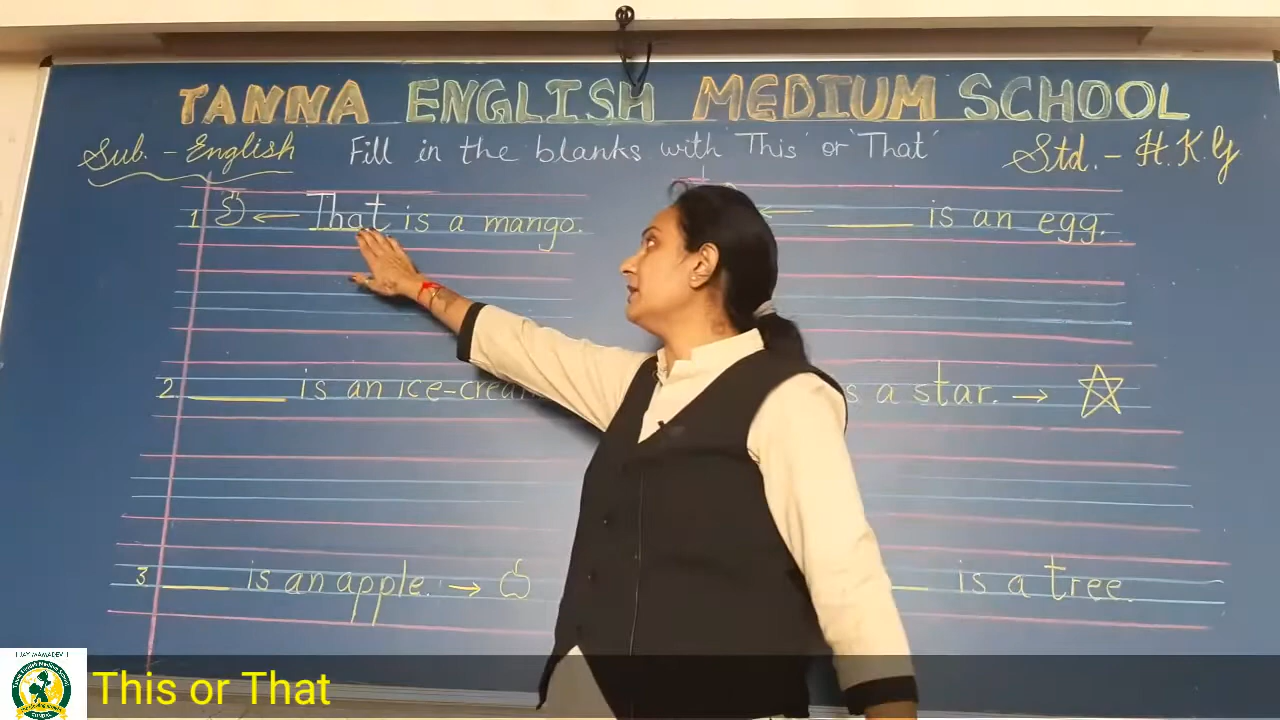 TANNA ENGLISH MEDIUM SCHOOL
Sub. - English
Fill in the blanks with 'This' or 'That'
Std. - H.K.G
1 That is a mango.
is an egg.
2. is an ice-cream
s a star.
3 is an apple.
is a tree.
This or That